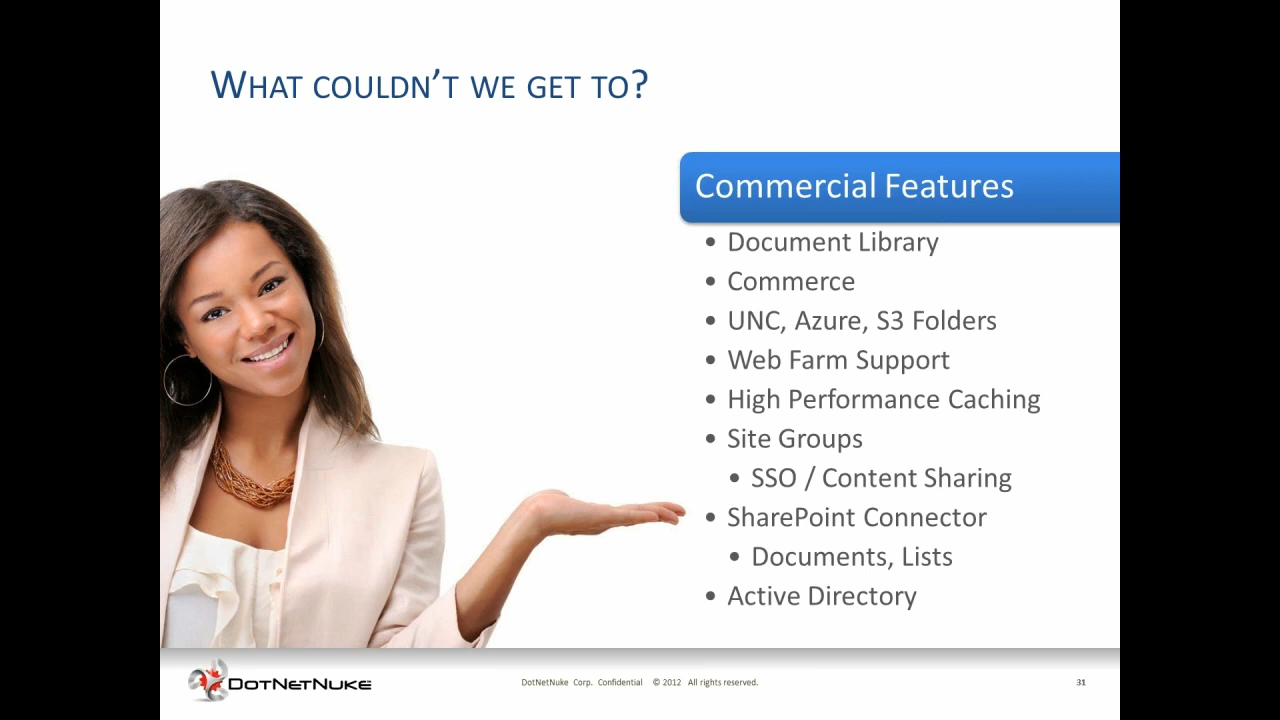 What couldn’t we get to?
Commercial Features
• Document Library
• Commerce
• UNC, Azure, S3 Folders
• Web Farm Support
• High Performance Caching
• Site Groups
• SSO / Content Sharing
• SharePoint Connector
• Documents, Lists
• Active Directory
DotNetNuke
DotNetNuke Corp. Confidential © 2012 All rights reserved.
31